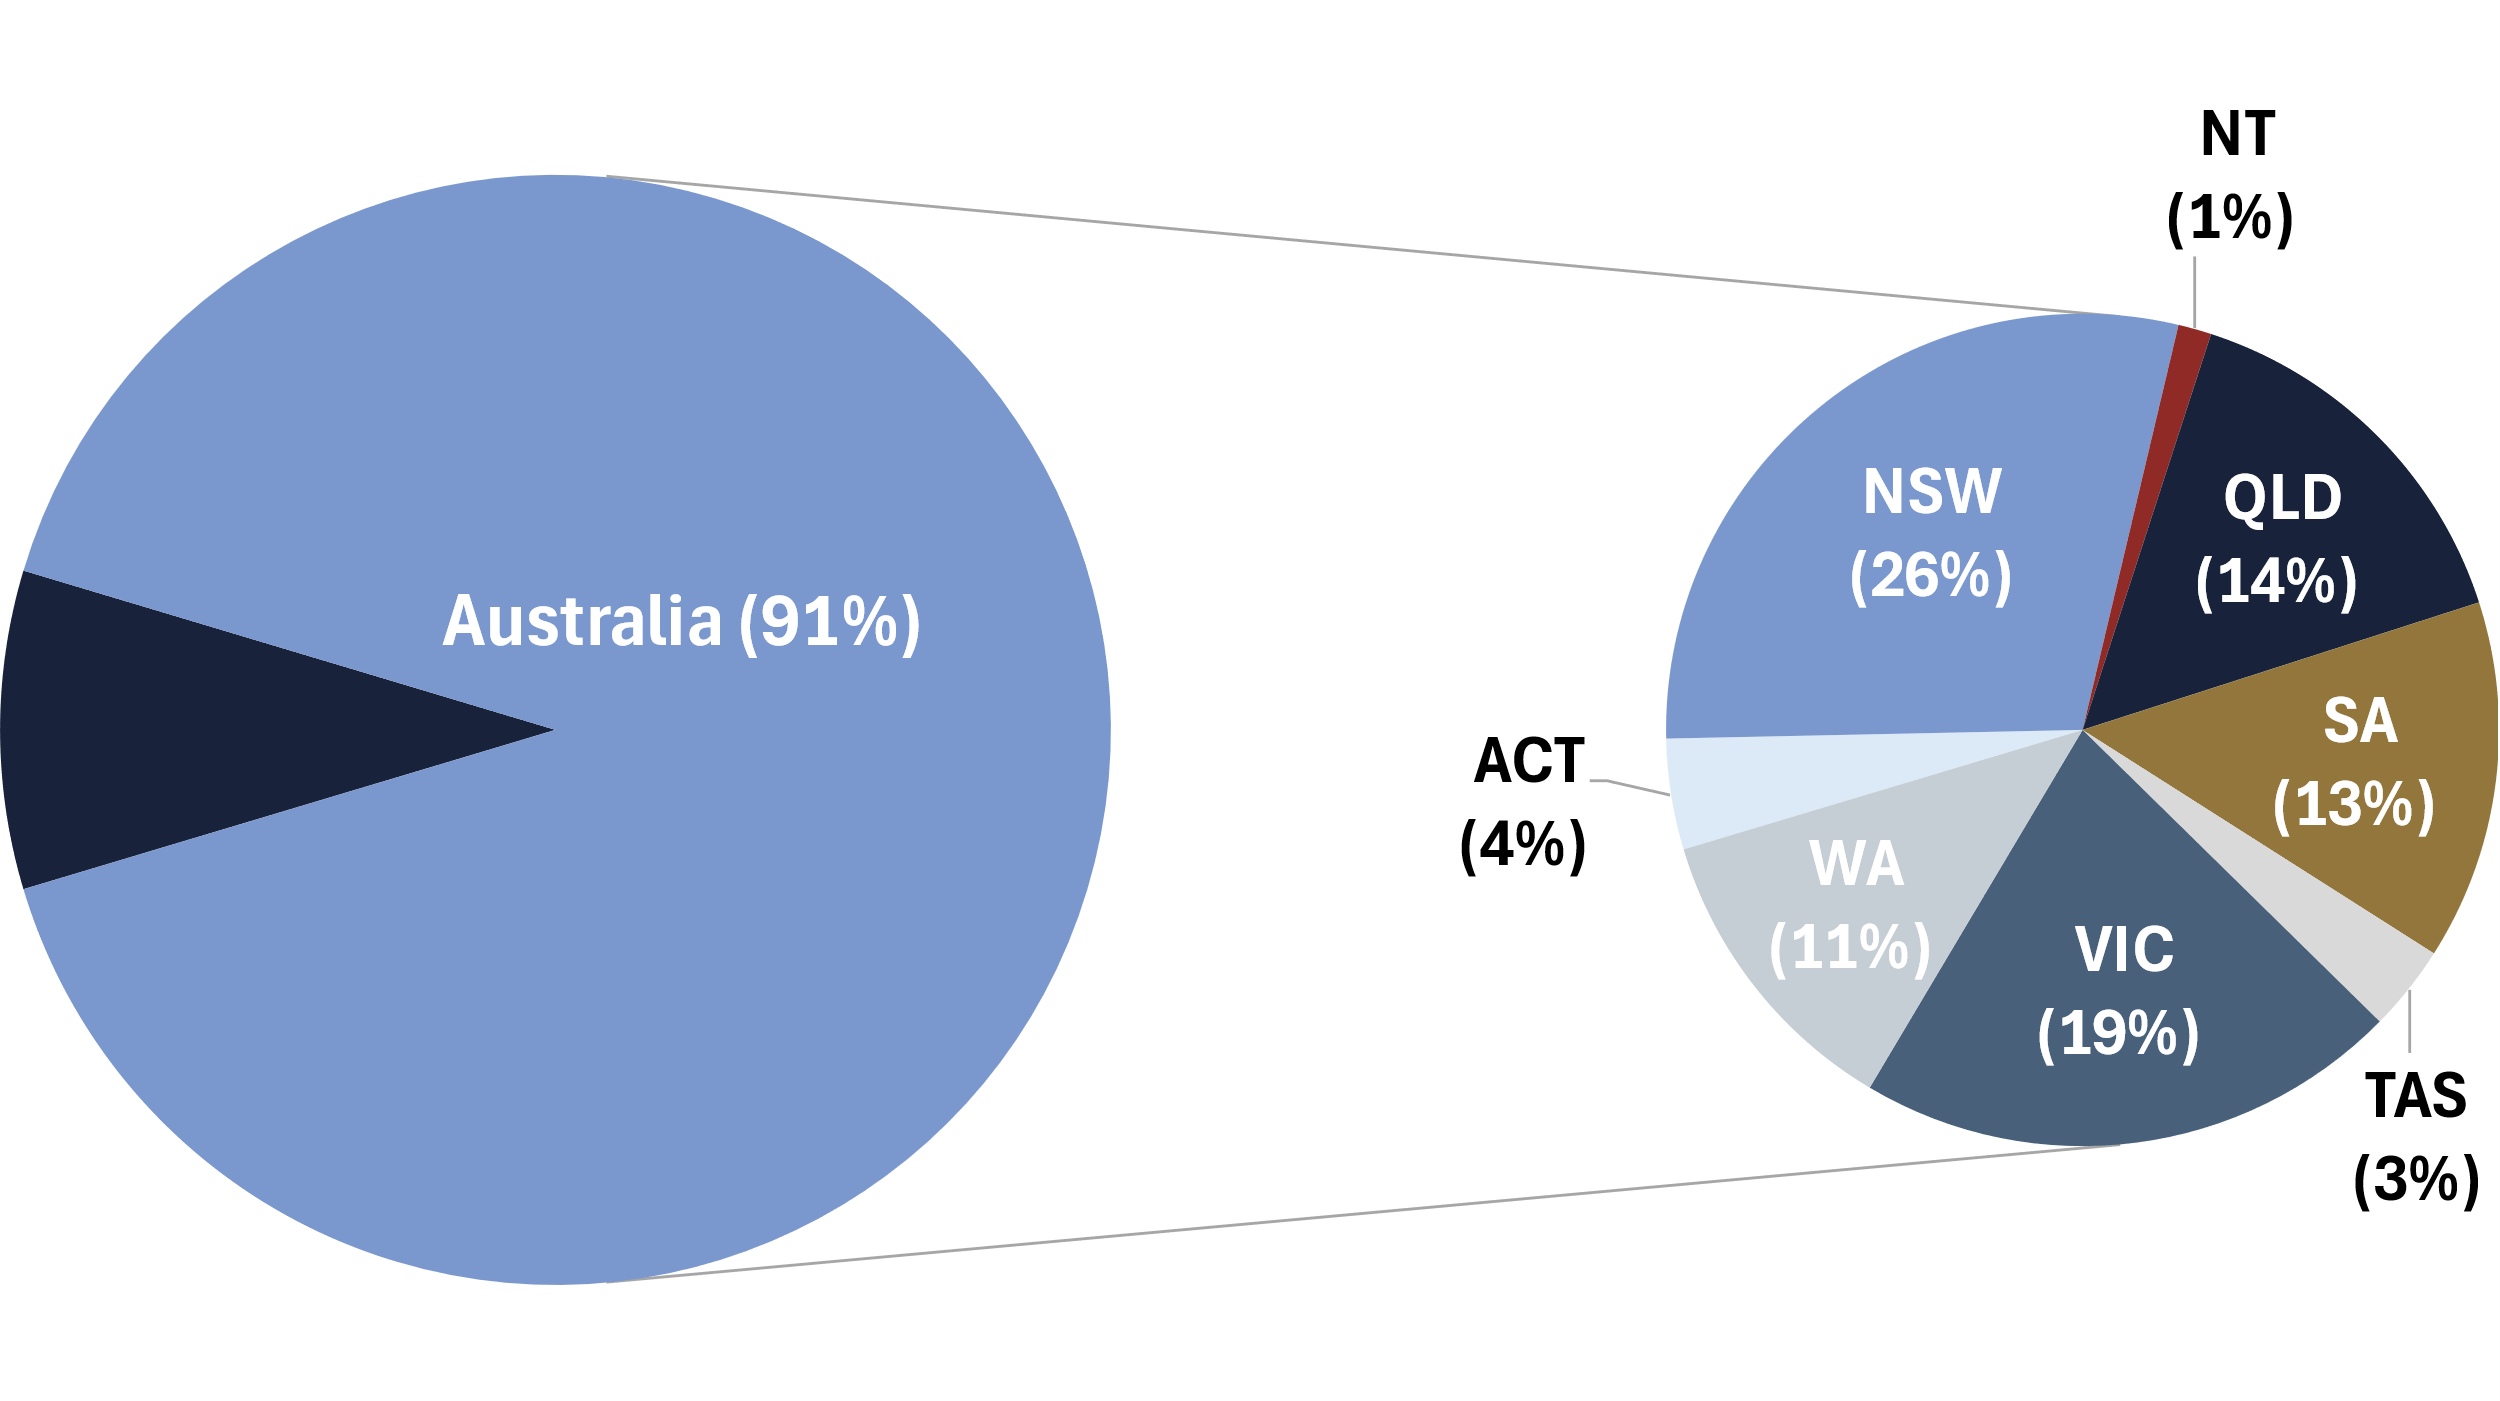 Australia (91%)
NT
(1%)
NSW
(26%)
QLD
(14%)
SA
(13%)
ACT
(4%)
WA
(11%)
VIC
(19%)
TAS
(3%)